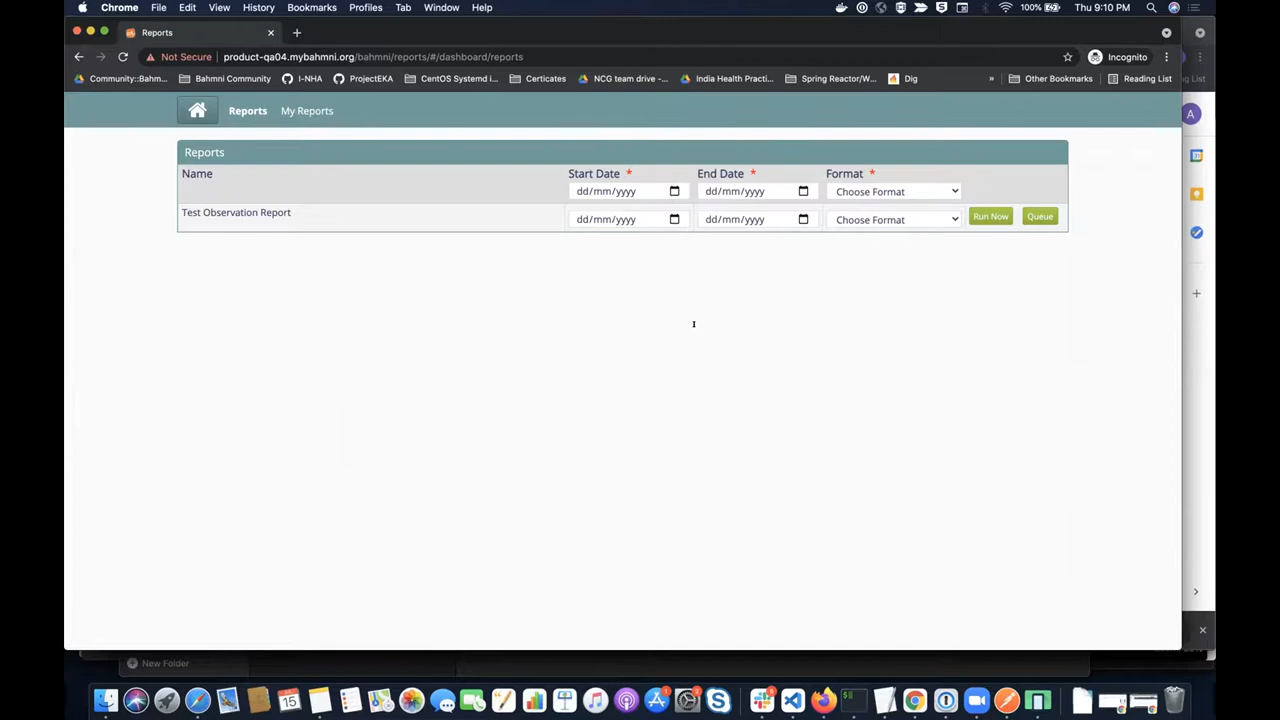 Chrome File Edit View History Bookmarks Profiles Tab Window Help 100% Thu 9:10 PM
Reports
Not Secure product-qa04.mybahmni.org/bahmni/reports/#/dashboard/reports Incognito
Community::Bahm... Bahmni Community I-NHA ProjectEKA CentOS Systemd i... Certicates NCG team drive -... India Health Practi... Spring Reactor/W... Dig » Other Bookmarks Reading List
Reports My Reports A
Reports
Name Start Date * End Date * Format *
dd/mm/yyyy dd/mm/yyyy Choose Format
Test Observation Report dd/mm/yyyy dd/mm/yyyy Choose Format Run Now Queue
New Folder